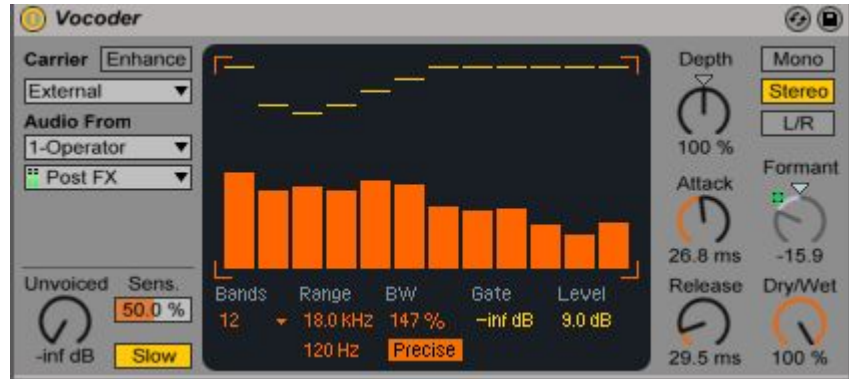 Vocoder
Carrier Enhance
External
Audio From
1-Operator
Post FX
Unvoiced Sens.
50.0 %
-inf dB Slow
Bands Range BW Gate Level
12 18.0 kHz 147 % -inf dB 9.0 dB
120 Hz Precise
Depth
100 %
Attack
26.8 ms
Release
29.5 ms
Mono
Stereo
L/R
Formant
-15.9
Dry/Wet
100 %